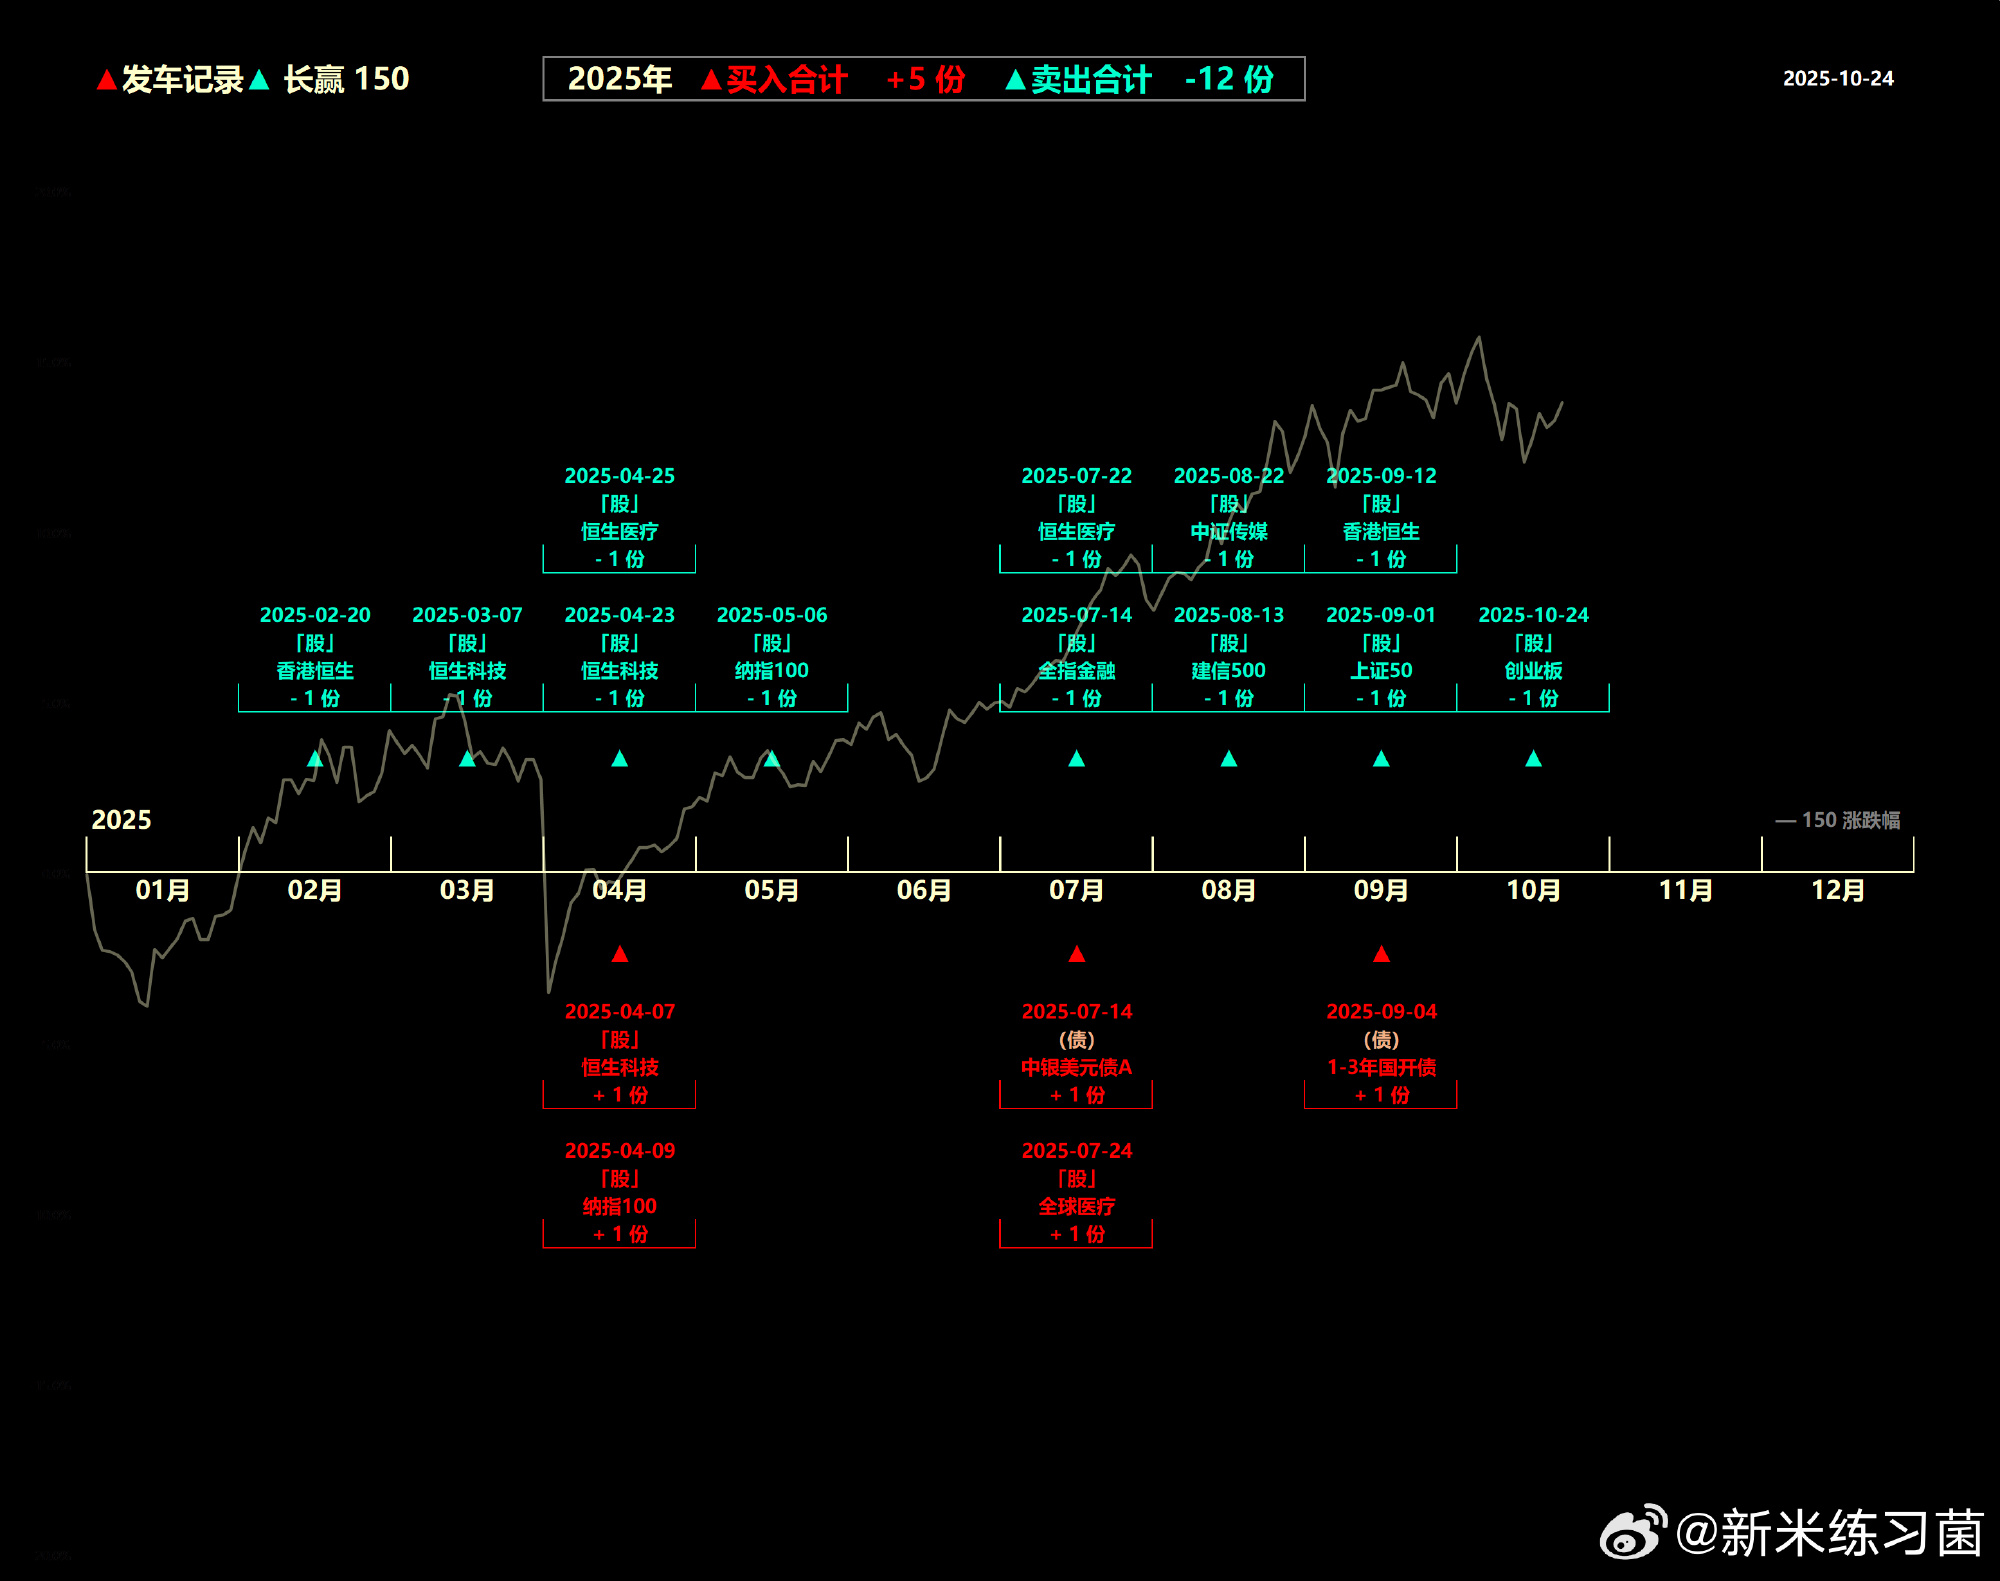 ▲发车记录▲ 长赢 150
2025年 ▲买入合计 +5 份 ▲卖出合计 -12 份
2025-10-24
2025-04-25
「股」
恒生医疗
- 1 份
2025-07-22
「股」
恒生医疗
- 1 份
2025-08-22
「股」
中证传媒
- 1 份
2025-09-12
「股」
香港恒生
- 1 份
2025-02-20
「股」
香港恒生
- 1 份
2025-03-07
「股」
恒生科技
- 1 份
2025-04-23
「股」
恒生科技
- 1 份
2025-05-06
「股」
纳指100
- 1 份
2025-07-14
「股」
全指金融
- 1 份
2025-08-13
「股」
建信500
- 1 份
2025-09-01
「股」
上证50
- 1 份
2025-10-24
「股」
创业板
- 1 份
2025
— 150 涨跌幅
01月 02月 03月 04月 05月 06月 07月 08月 09月 10月 11月 12月
2025-04-07
「股」
恒生科技
+ 1 份
2025-07-14
(债)
中银美元债A
+ 1 份
2025-09-04
(债)
1-3年国开债
+ 1 份
2025-04-09
「股」
纳指100
+ 1 份
2025-07-24
「股」
全球医疗
+ 1 份
@新米练习菌